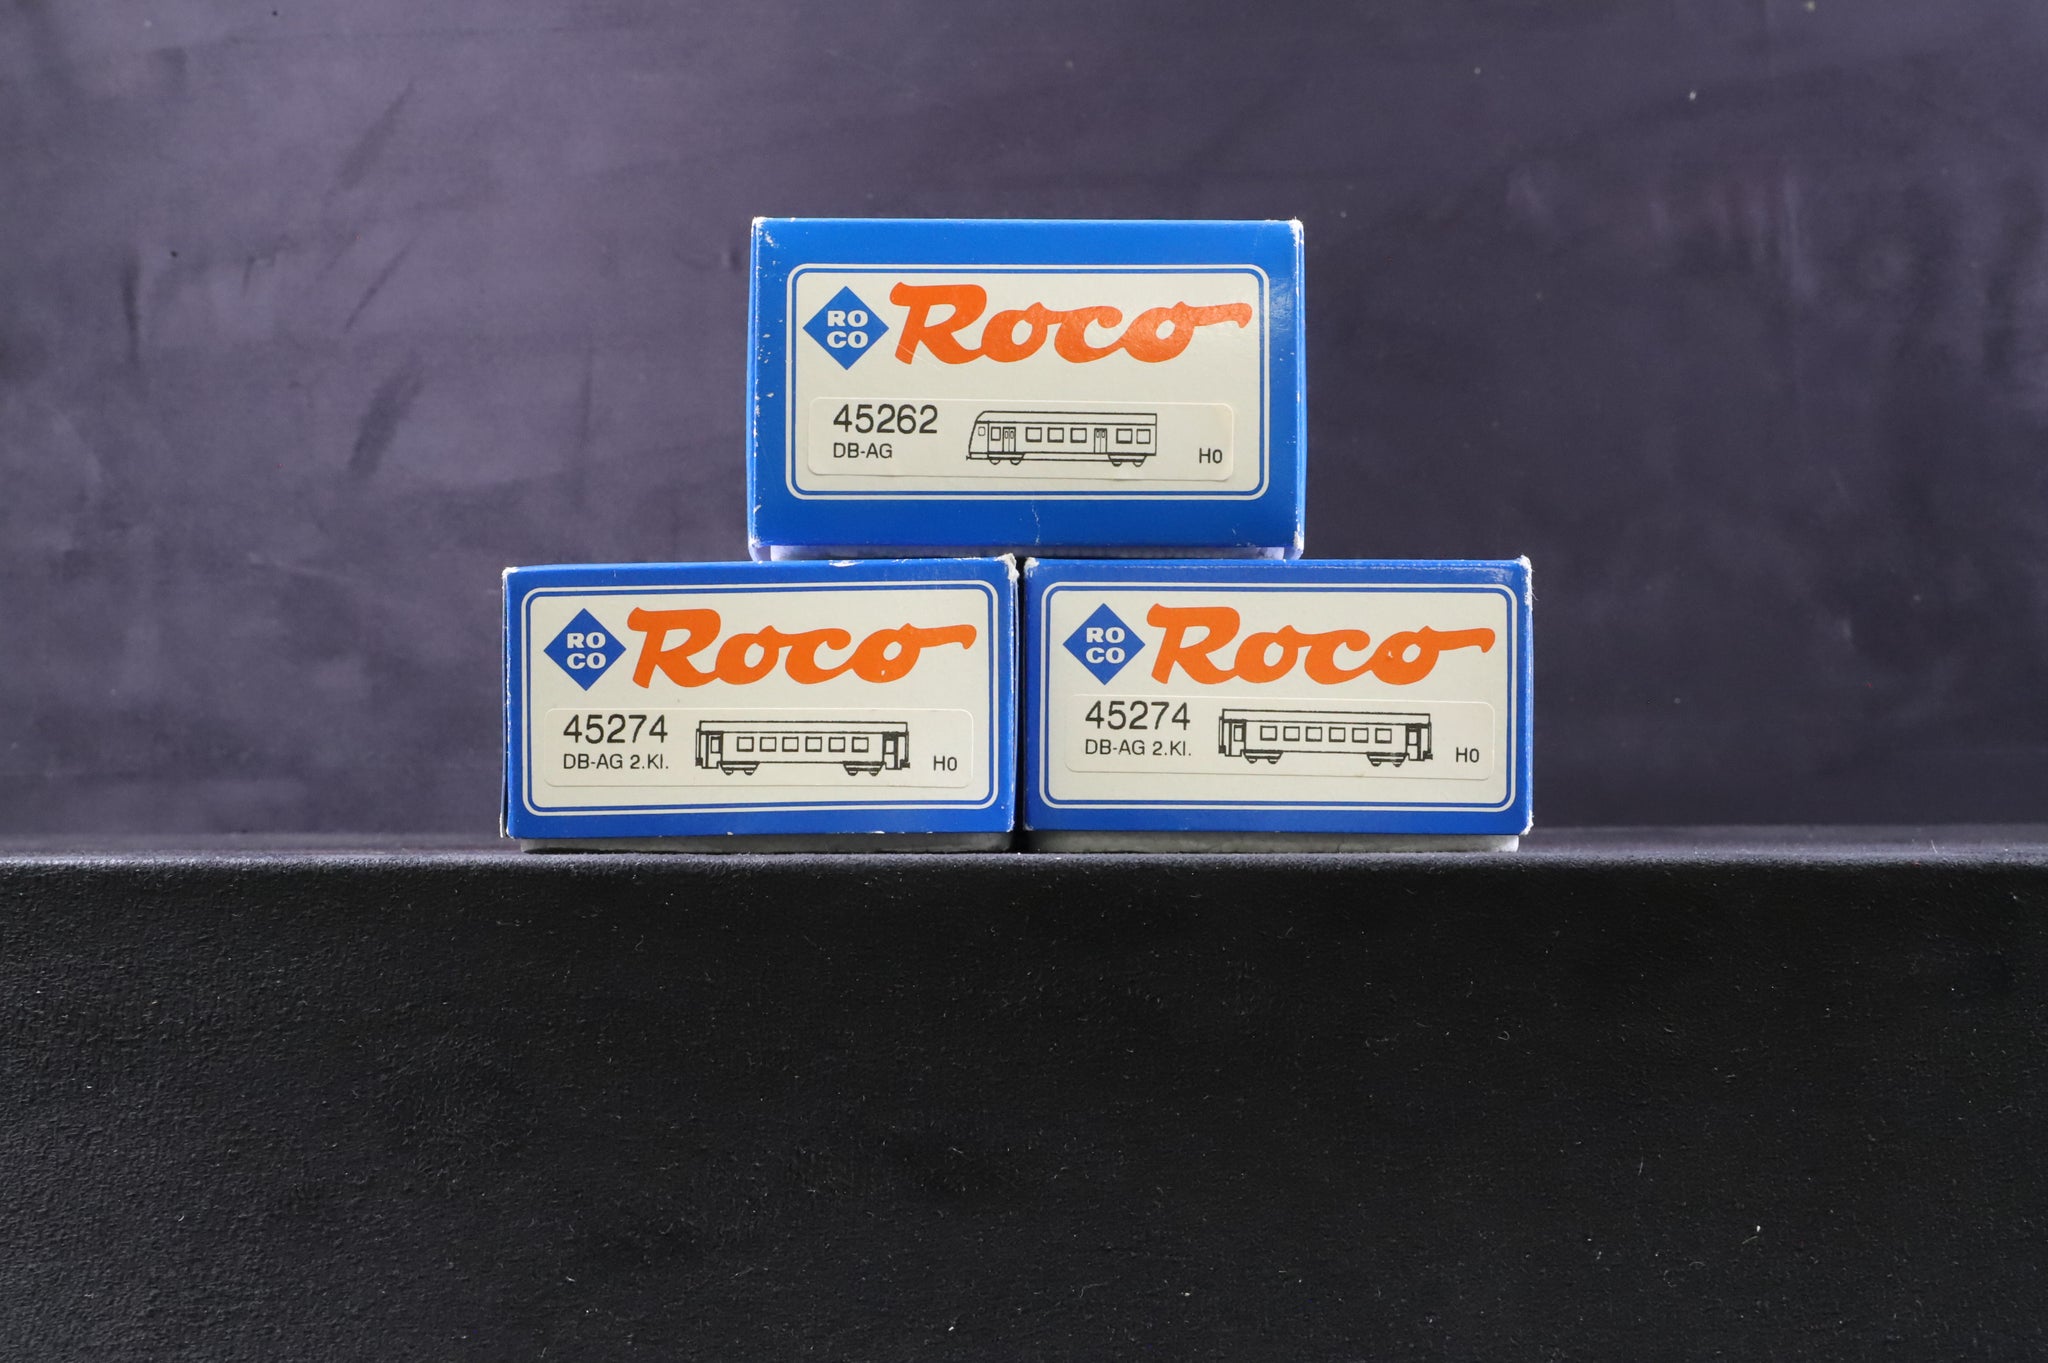 RO
CO
Roco
45262
DB-AG
H0
RO
CO
Roco
45274
DB-AG 2.Kl.
H0
RO
CO
Roco
45274
DB-AG 2.Kl.
H0